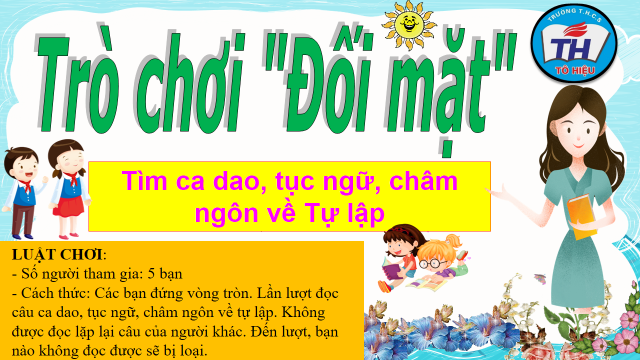 TRƯỜNG T.H.C.S
TH
TÔ HIỆU
Trò chơi "Đối mặt"
Tìm ca dao, tục ngữ, châm
ngôn về Tự lập
LUẬT CHƠI:
- Số người tham gia: 5 bạn
- Cách thức: Các bạn đứng vòng tròn. Lần lượt đọc
câu ca dao, tục ngữ, châm ngôn về tự lập. Không
được đọc lặp lại câu của người khác. Đến lượt, bạn
nào không đọc được sẽ bị loại.